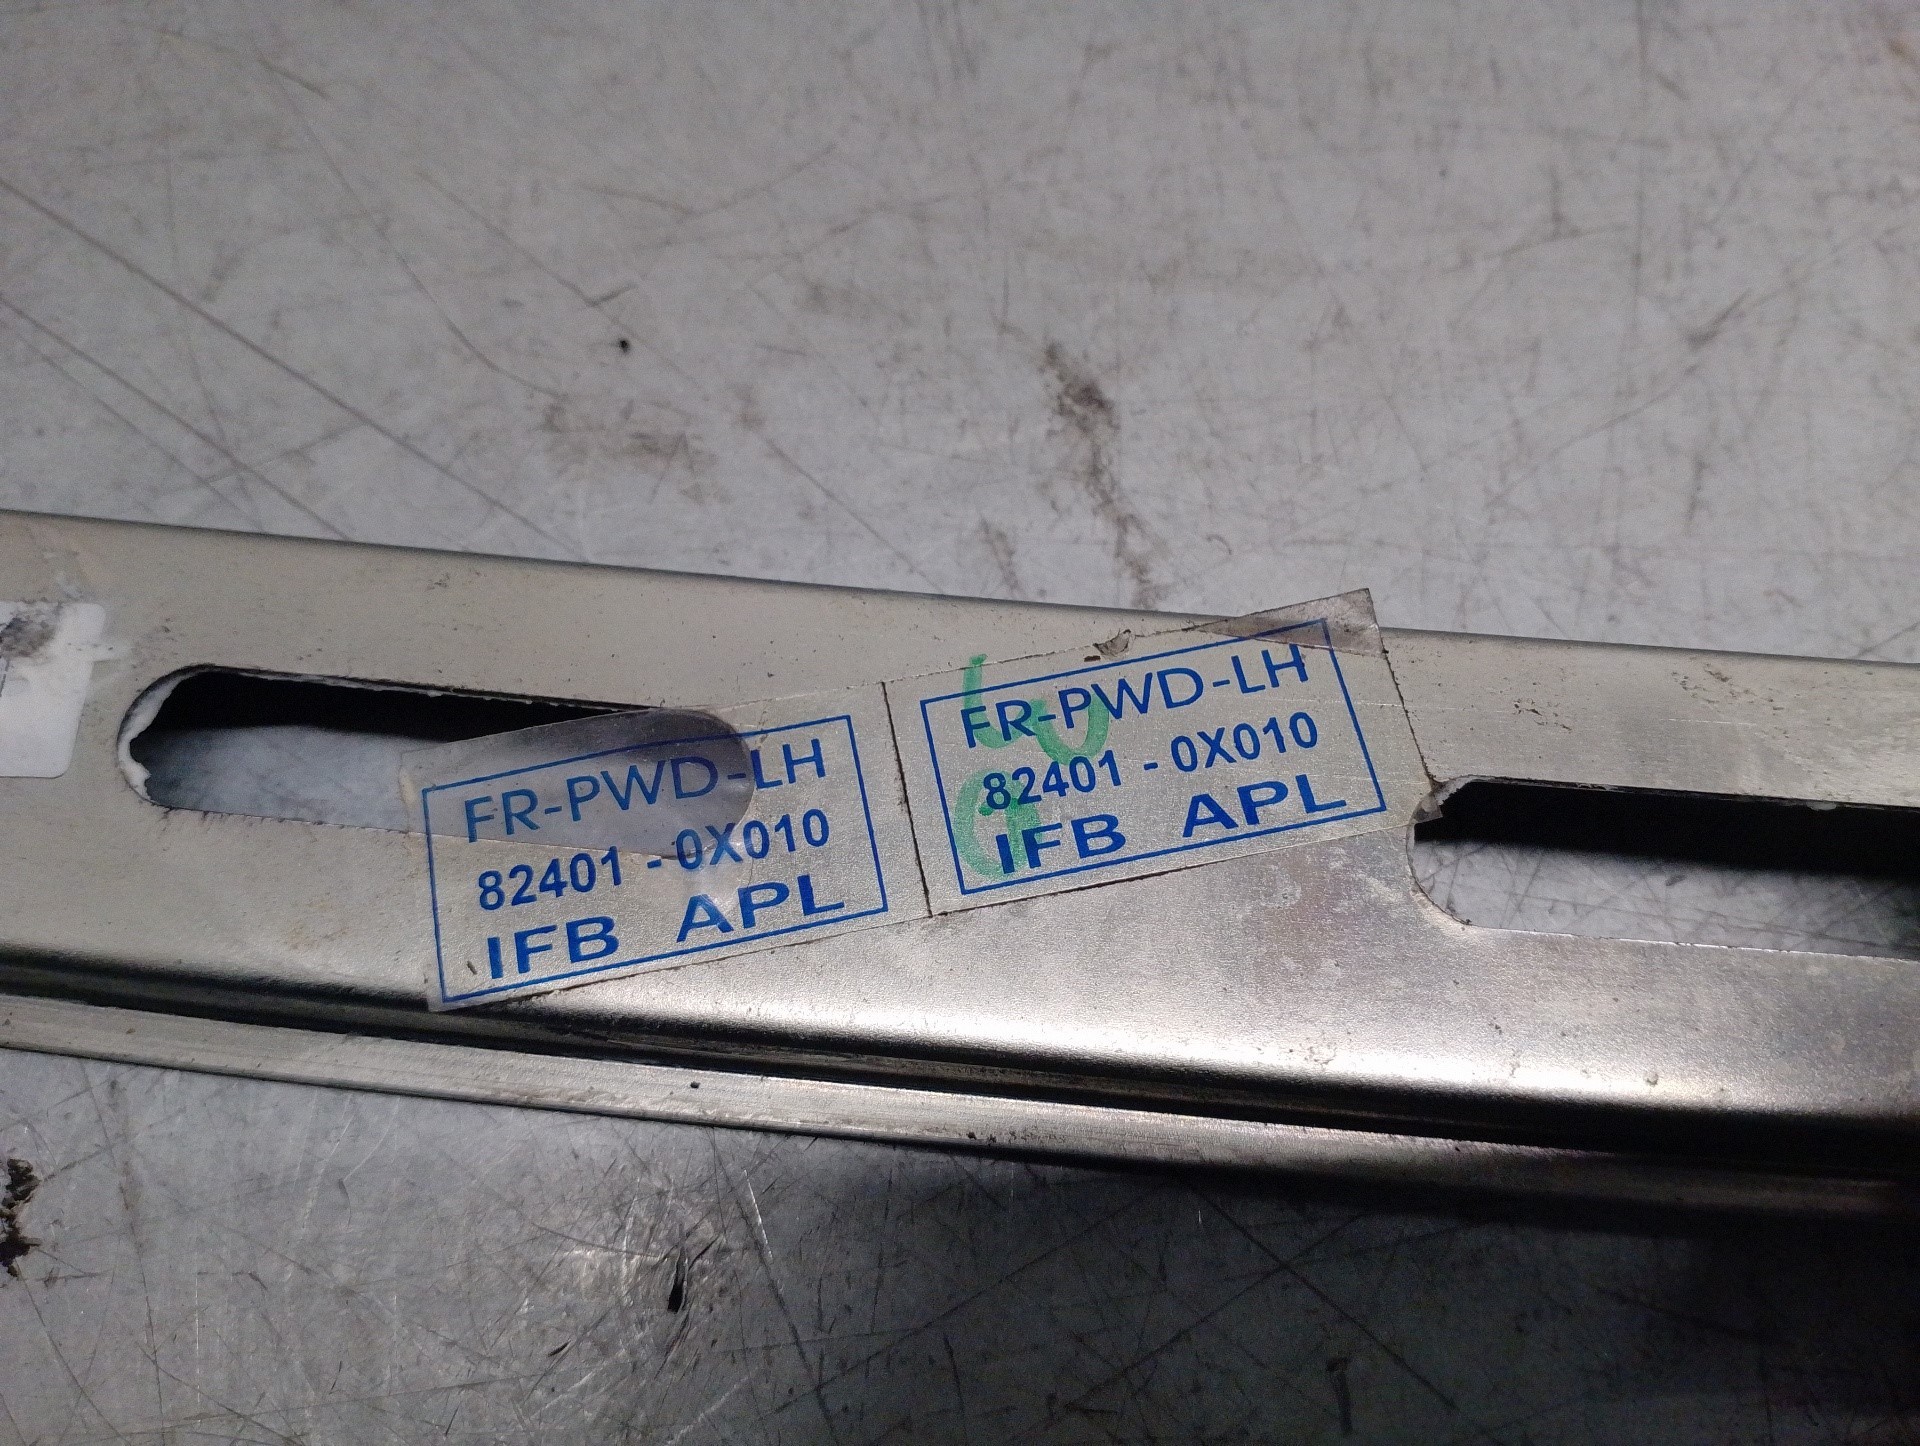 FR-PWD-LH
82401-0X010
IFB APL
FR-PWD-LH
82401-0X010
IFB APL